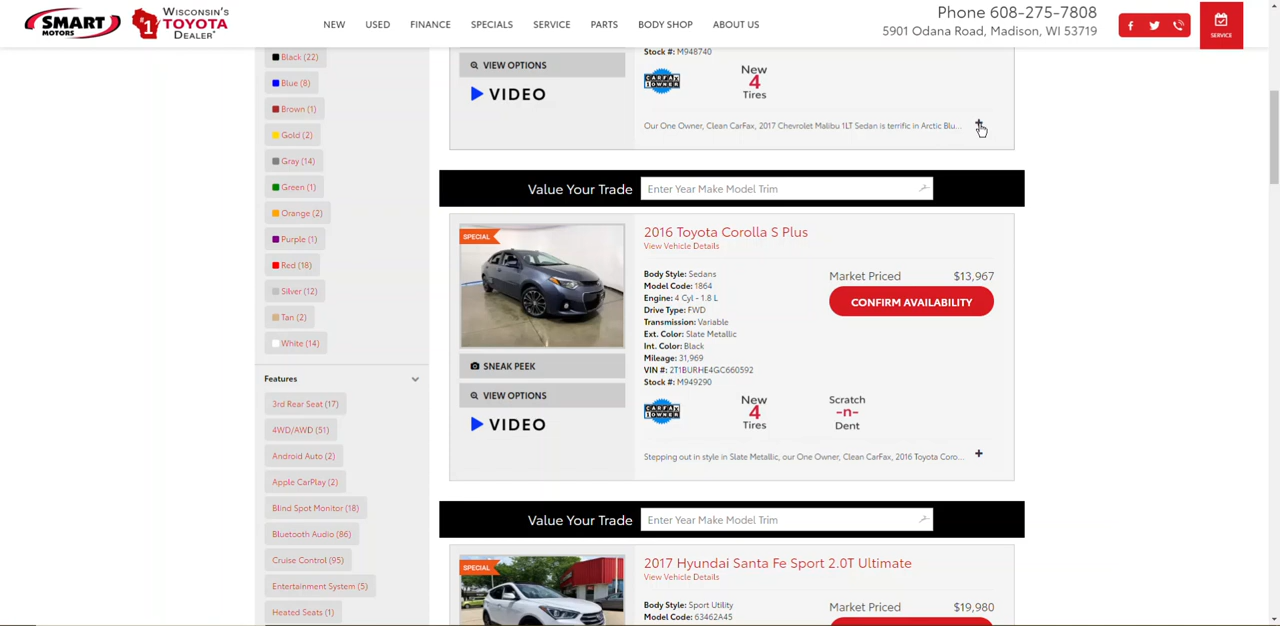 SMART
MOTORS
#1
WISCONSIN'S
TOYOTA
DEALER
NEW
USED
FINANCE
SPECIALS
SERVICE
PARTS
BODY SHOP
ABOUT US
Phone 608-275-7808
5901 Odana Road, Madison, WI 53719
SERVICE
Black (22)
Blue (8)
Brown (1)
Gold (2)
Gray (14)
Green (1)
Orange (2)
Purple (1)
Red (18)
Silver (12)
Tan (2)
White (14)
Features
3rd Rear Seat (17)
4WD/AWD (51)
Android Auto (2)
Apple CarPlay (2)
Blind Spot Monitor (18)
Bluetooth Audio (86)
Cruise Control (95)
Entertainment System (5)
Heated Seats (1)
VIEW OPTIONS
VIDEO
Stock #: M948740
CARFAX
1 OWNER
New
4
Tires
Our One Owner, Clean CarFax, 2017 Chevrolet Malibu 1LT Sedan is terrific in Arctic Blu...
+
Value Your Trade
Enter Year Make Model Trim
SPECIAL
SNEAK PEEK
VIEW OPTIONS
VIDEO
2016 Toyota Corolla S Plus
View Vehicle Details
Body Style: Sedans
Model Code: 1864
Engine: 4 Cyl - 1.8 L
Drive Type: FWD
Transmission: Variable
Ext. Color: Slate Metallic
Int. Color: Black
Mileage: 31,969
VIN #: 2T1BURHE4GC660592
Stock #: M949290
Market Priced $13,967
CONFIRM AVAILABILITY
CARFAX
1 OWNER
New
4
Tires
Scratch
-n-
Dent
Stepping out in style in Slate Metallic, our One Owner, Clean CarFax, 2016 Toyota Coro...
+
Value Your Trade
Enter Year Make Model Trim
SPECIAL
2017 Hyundai Santa Fe Sport 2.0T Ultimate
View Vehicle Details
Body Style: Sport Utility
Model Code: 63462A45
Market Priced $19,980